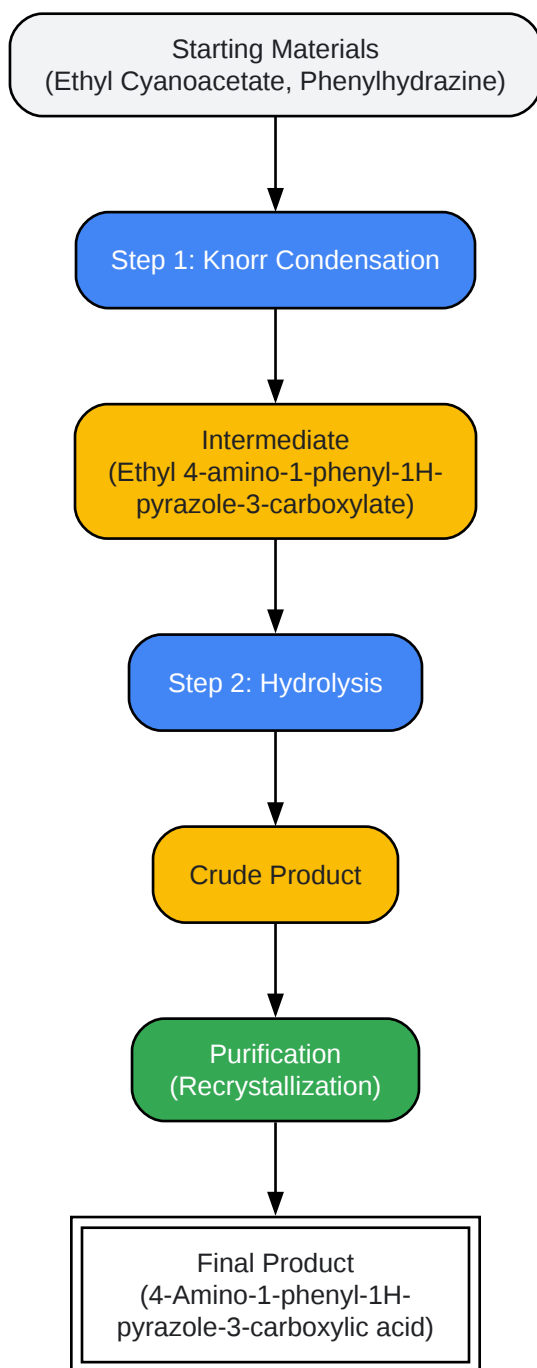 Starting Materials
(Ethyl Cyanoacetate, Phenylhydrazine)
Step 1: Knorr Condensation
Intermediate
(Ethyl 4-amino-1-phenyl-1H-
pyrazole-3-carboxylate)
Step 2: Hydrolysis
Crude Product
Purification
(Recrystallization)
Final Product
(4-Amino-1-phenyl-1H-
pyrazole-3-carboxylic acid)